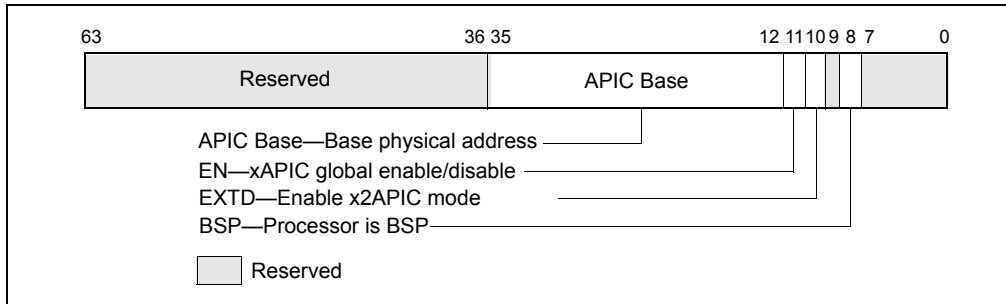 63 36 35 12 11 10 9 8 7 0
Reserved APIC Base
APIC Base—Base physical address
EN—xAPIC global enable/disable
EXTD—Enable x2APIC mode
BSP—Processor is BSP
Reserved